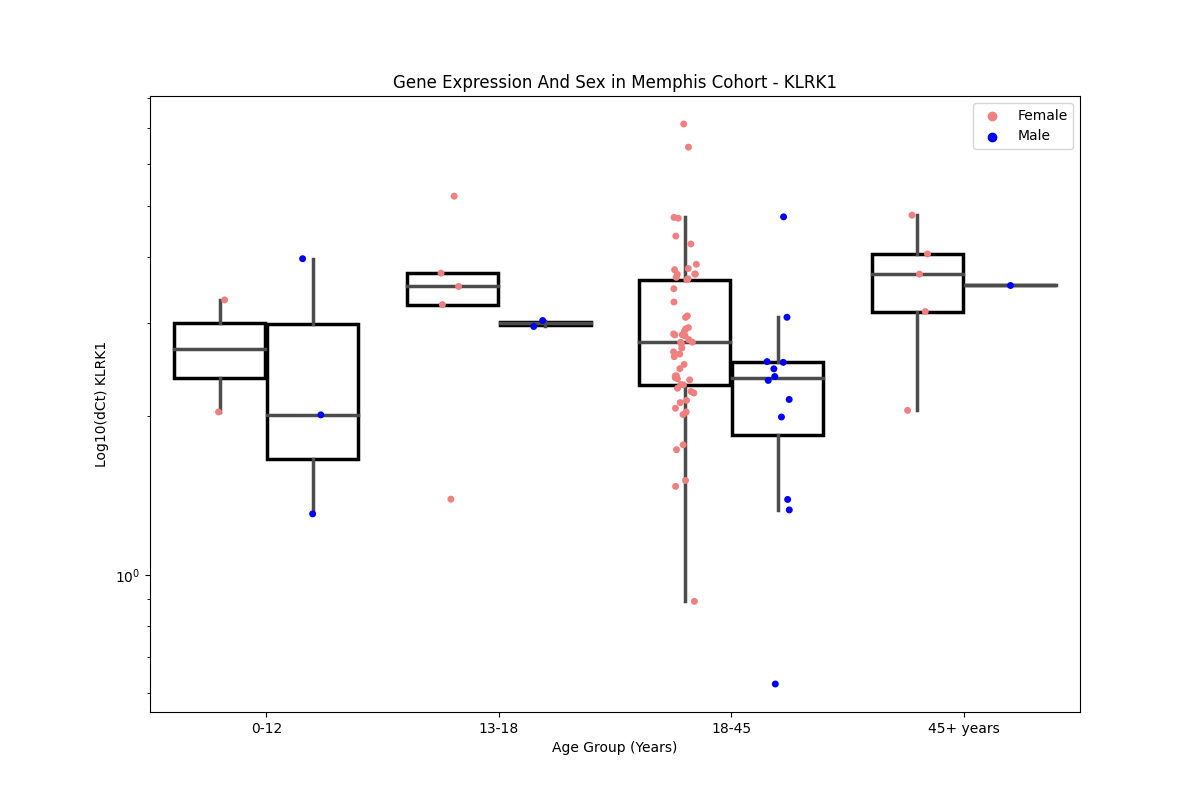 Gene Expression And Sex in Memphis Cohort - KLRK1
Female
Male
Log10(dCt) KLRK1
10⁰
0-12
13-18
18-45
45+ years
Age Group (Years)